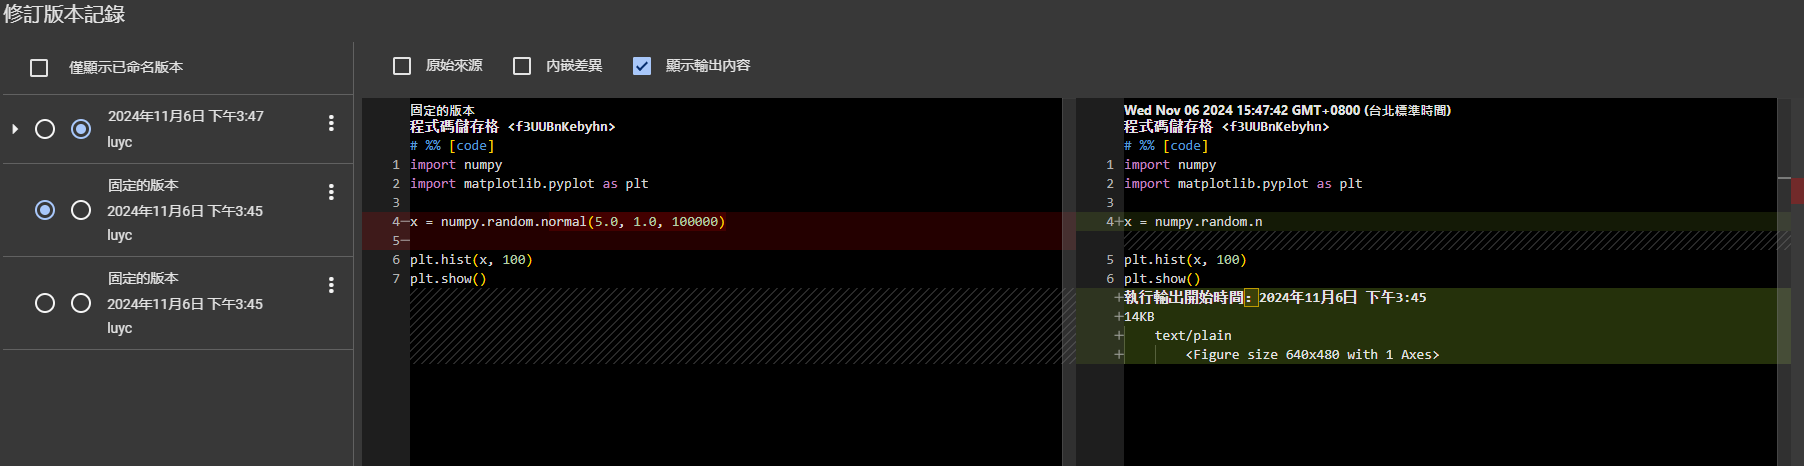 修訂版本記錄
僅顯示已命名版本
2024年11月6日 下午3:47
luyc
固定的版本
2024年11月6日 下午3:45
luyc
固定的版本
2024年11月6日 下午3:45
luyc
原始來源
內嵌差異
顯示輸出內容
固定的版本
程式碼儲存格 <f3UUBnKebyhn>
# %% [code]
1 import numpy
2 import matplotlib.pyplot as plt
3
4— x = numpy.random.normal(5.0, 1.0, 100000)
5—
6 plt.hist(x, 100)
7 plt.show()
Wed Nov 06 2024 15:47:42 GMT+0800 (台北標準時間)
程式碼儲存格 <f3UUBnKebyhn>
# %% [code]
1 import numpy
2 import matplotlib.pyplot as plt
3
4+ x = numpy.random.n
5 plt.hist(x, 100)
6 plt.show()
+執行輸出開始時間：2024年11月6日 下午3:45
+14KB
+ text/plain
+ <Figure size 640x480 with 1 Axes>